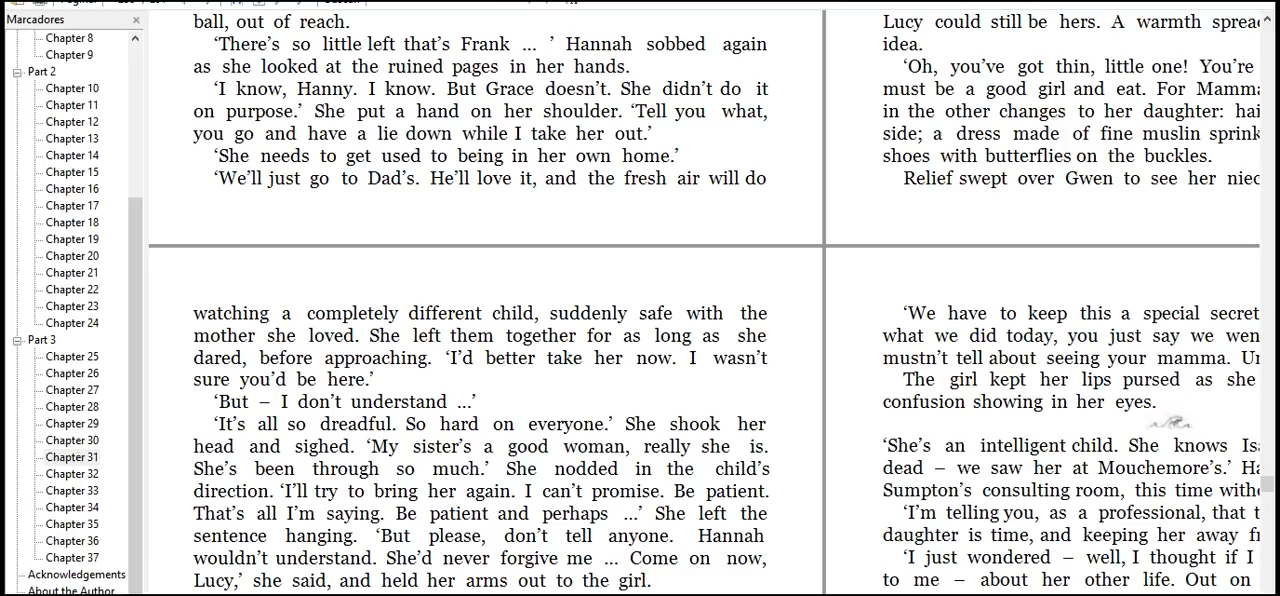 Marcadores
Chapter 8
Chapter 9
Part 2
Chapter 10
Chapter 11
Chapter 12
Chapter 13
Chapter 14
Chapter 15
Chapter 16
Chapter 17
Chapter 18
Chapter 19
Chapter 20
Chapter 21
Chapter 22
Chapter 23
Chapter 24
Part 3
Chapter 25
Chapter 26
Chapter 27
Chapter 28
Chapter 29
Chapter 30
Chapter 31
Chapter 32
Chapter 33
Chapter 34
Chapter 35
Chapter 36
Chapter 37
Acknowledgements
About the Author
ball, out of reach.
‘There’s so little left that’s Frank ... ’ Hannah sobbed again
as she looked at the ruined pages in her hands.
‘I know, Hanny. I know. But Grace doesn’t. She didn’t do it
on purpose.’ She put a hand on her shoulder. ‘Tell you what,
you go and have a lie down while I take her out.’
‘She needs to get used to being in her own home.’
‘We’ll just go to Dad’s. He’ll love it, and the fresh air will do
watching a completely different child, suddenly safe with the
mother she loved. She left them together for as long as she
dared, before approaching. ‘I’d better take her now. I wasn’t
sure you’d be here.’
‘But – I don’t understand ...’
‘It’s all so dreadful. So hard on everyone.’ She shook her
head and sighed. ‘My sister’s a good woman, really she is.
She’s been through so much.’ She nodded in the child’s
direction. ‘I’ll try to bring her again. I can’t promise. Be patient.
That’s all I’m saying. Be patient and perhaps ...’ She left the
sentence hanging. ‘But please, don’t tell anyone. Hannah
wouldn’t understand. She’d never forgive me ... Come on now,
Lucy,’ she said, and held her arms out to the girl.
Lucy could still be hers. A warmth sprea
idea.
‘Oh, you’ve got thin, little one! You’re
must be a good girl and eat. For Mamma
in the other changes to her daughter: hai
side; a dress made of fine muslin sprink
shoes with butterflies on the buckles.
Relief swept over Gwen to see her niec
‘We have to keep this a special secret
what we did today, you just say we wen
mustn’t tell about seeing your mamma. Un
The girl kept her lips pursed as she
confusion showing in her eyes.
‘She’s an intelligent child. She knows Isa
dead – we saw her at Mouchemore’s.’ Ha
Sumpton’s consulting room, this time with
‘I’m telling you, as a professional, that t
daughter is time, and keeping her away f
‘I just wondered – well, I thought if I
to me – about her other life. Out on